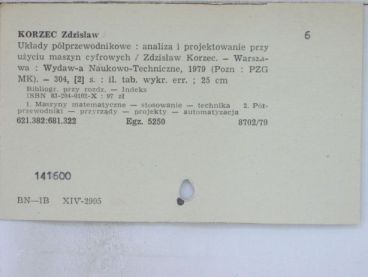 KORZEC Zdzisław
6
Układy półprzewodnikowe : analiza i projektowanie przy
użyciu maszyn cyfrowych / Zdzisław Korzec. — Warsza-
wa : Wydaw-a Naukowo-Techniczne, 1979 (Pozn : PZG
MK). — 304, [2] s. : il. tab. wykr. err. ; 25 cm
Bibliogr. przy rozdz. — Indeks
ISBN 83-204-0101-X : 97 zł
1. Maszyny matematyczne — stosowanie — technika 2. Pół-
przewodniki — przyrządy — projekty — automatyzacja
621.382:681.322 Egz. 5250 8702/79
141600
BN—IB XIV-2905